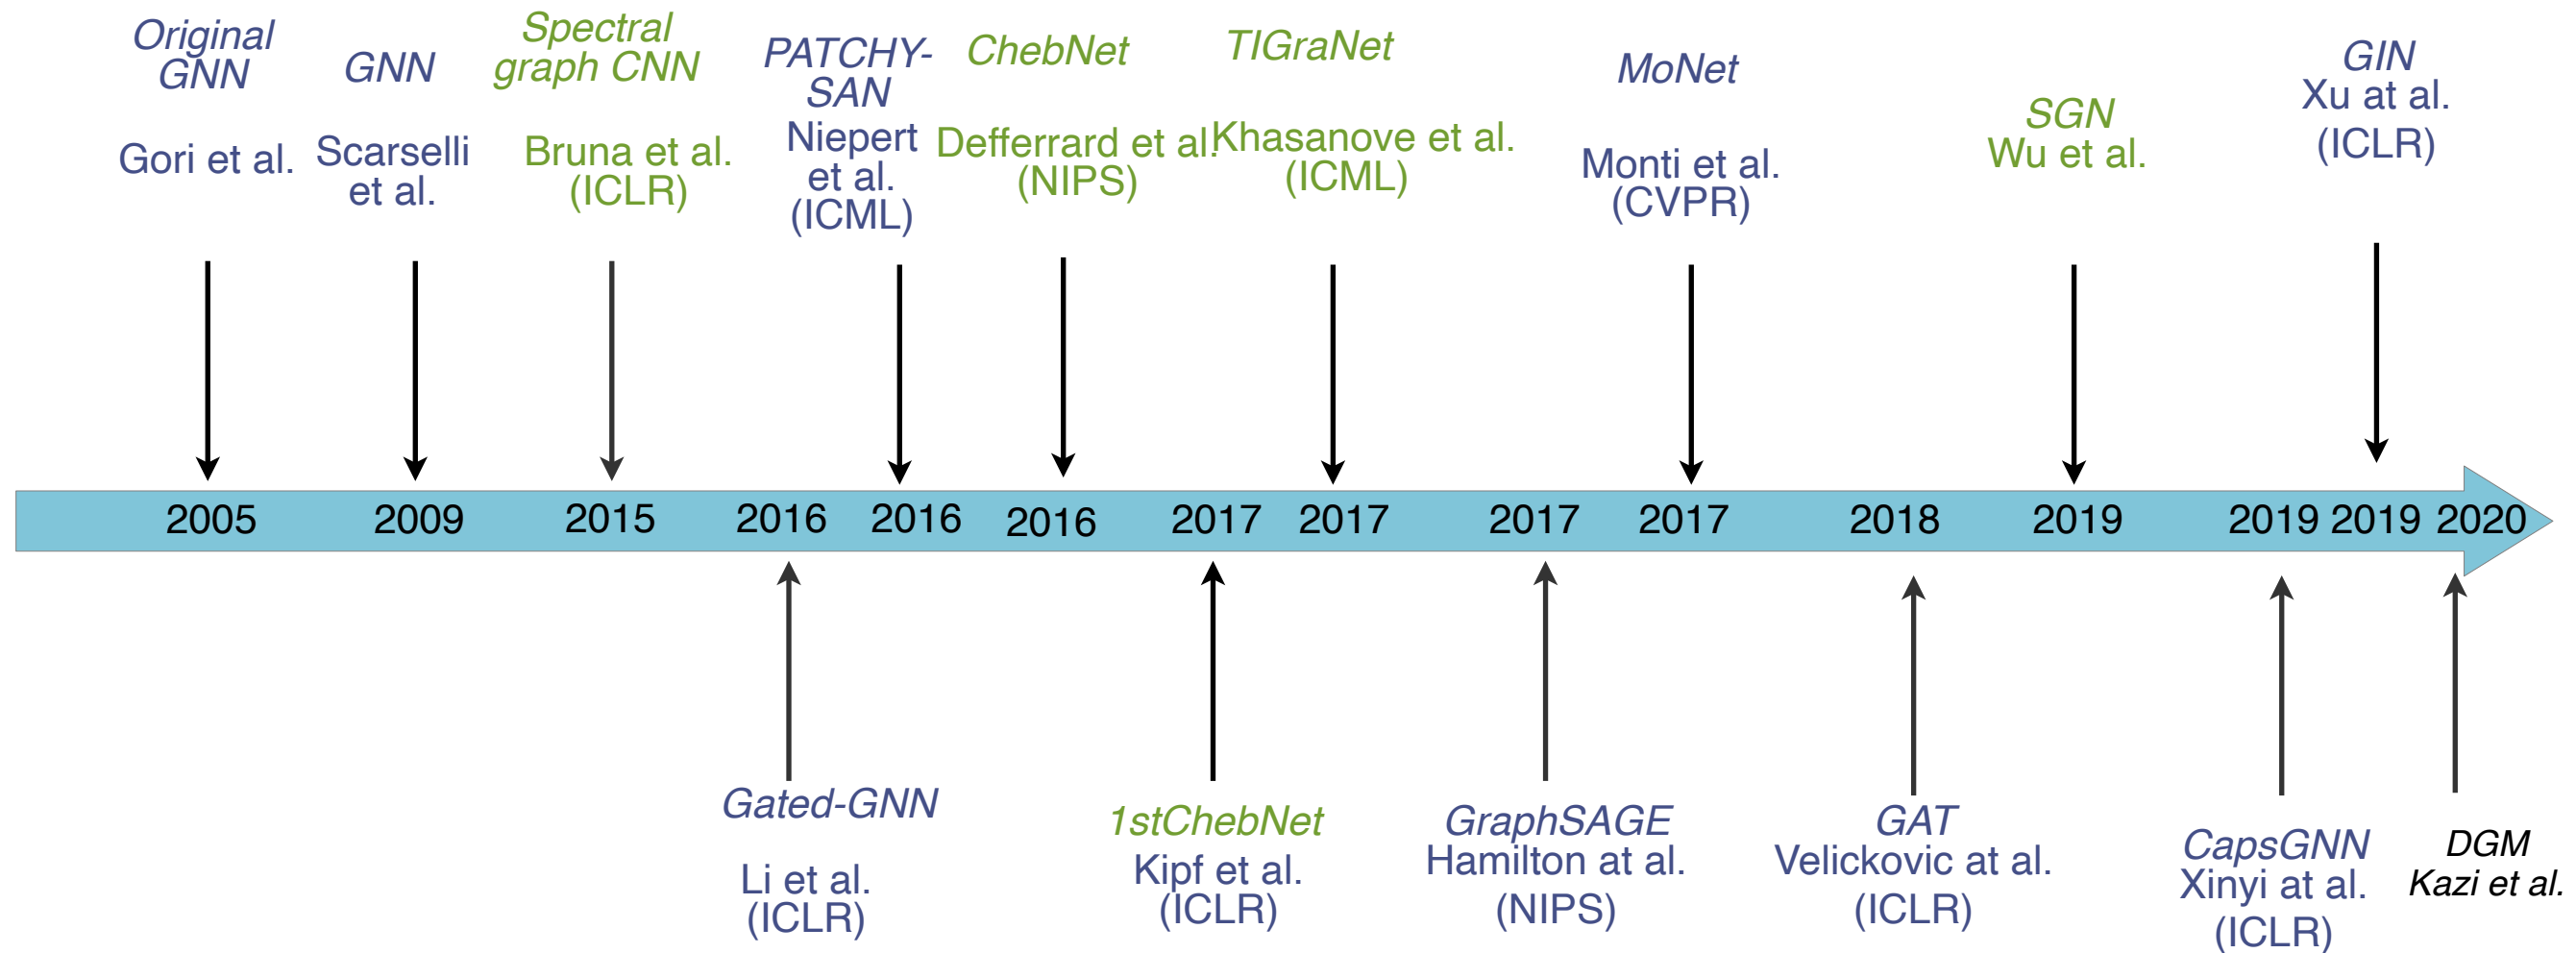 Original
GNN
Gori et al.
GNN
Scarselli
et al.
Spectral
graph CNN
Bruna et al.
(ICLR)
PATCHY-
SAN
Niepert
et al.
(ICML)
ChebNet
Defferrard et al.
(NIPS)
TIGraNet
Khasanove et al.
(ICML)
MoNet
Monti et al.
(CVPR)
SGN
Wu et al.
GIN
Xu at al.
(ICLR)
2005 2009 2015 2016 2016 2016 2017 2017 2017 2017 2018 2019 2019 2019 2020
Gated-GNN
Li et al.
(ICLR)
1stChebNet
Kipf et al.
(ICLR)
GraphSAGE
Hamilton at al.
(NIPS)
GAT
Velickovic at al.
(ICLR)
CapsGNN
Xinyi at al.
(ICLR)
DGM
Kazi et al.